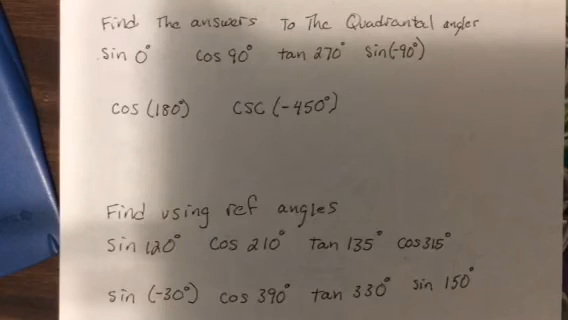 Find The answers To The Quadrantal angles
sin 0° cos 90° tan 270° sin(-90°)
cos (180°) csc (-450°)
Find using ref angles
sin 120° cos 210° tan 135° cos 315°
sin (-30°) cos 390° tan 330° sin 150°